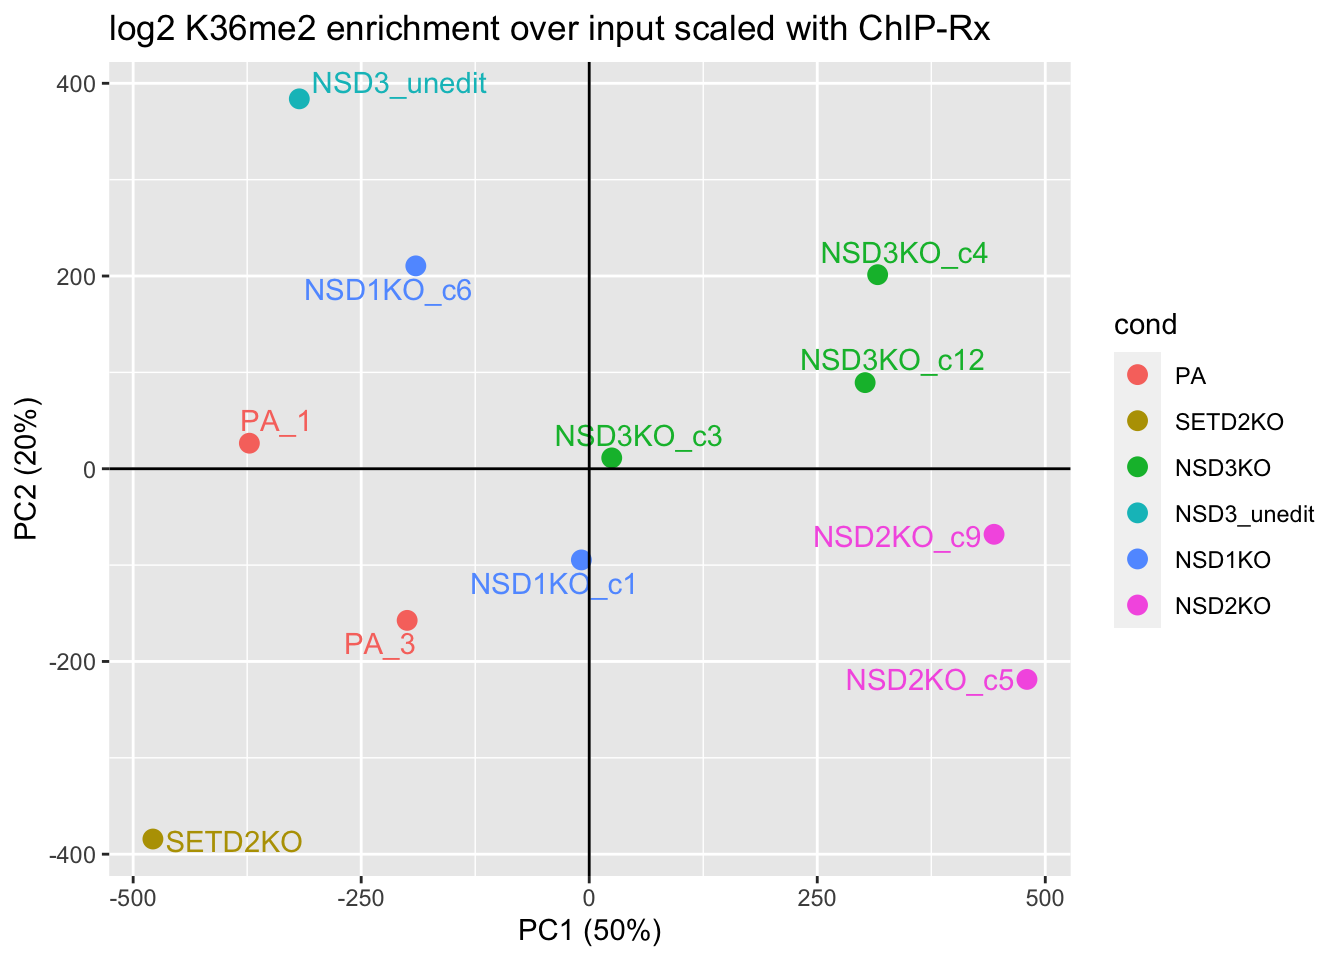 log2 K36me2 enrichment over input scaled with ChIP-Rx
400
NSD3_unedit
NSD3KO_c4
200
NSD1KO_c6
NSD3KO_c12
PA_1
NSD3KO_c3
0
NSD2KO_c9
NSD1KO_c1
PA_3
-200
NSD2KO_c5
SETD2KO
-400
PC2 (20%)
-500 -250 0 250 500
PC1 (50%)
cond
PA
SETD2KO
NSD3KO
NSD3_unedit
NSD1KO
NSD2KO